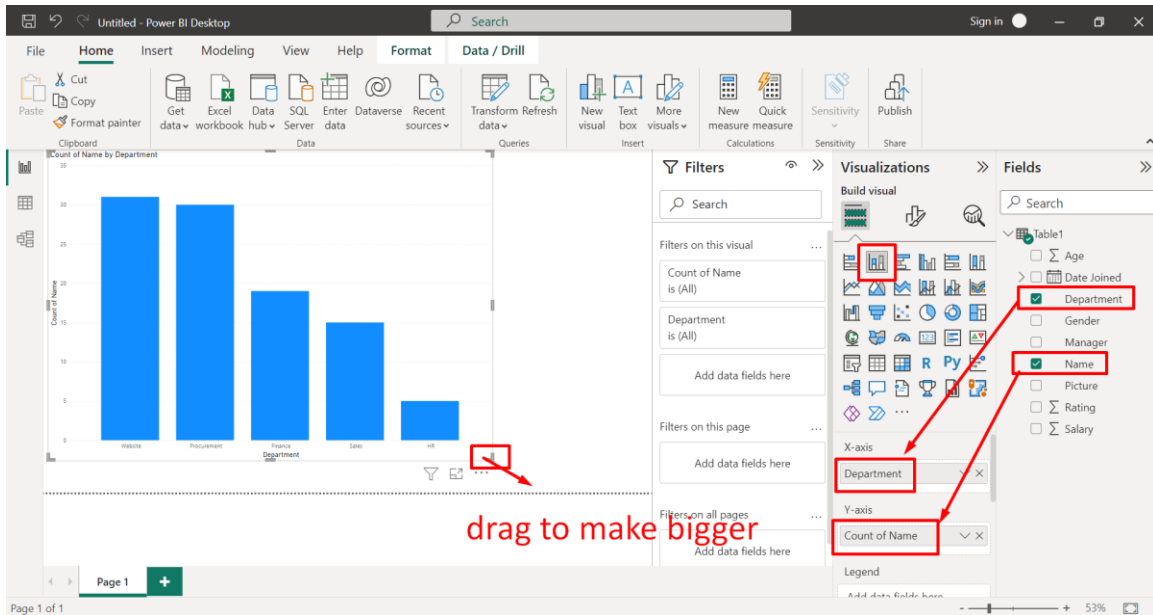 Untitled - Power BI Desktop
Search
Sign in
File Home Insert Modeling View Help Format Data / Drill
Paste
Cut
Copy
Format painter
Get data
Excel workbook
Data hub
SQL Server
Enter data
Dataverse
Recent sources
Transform data
Refresh
New visual
Text box
More visuals
New measure
Quick measure
Sensitivity
Publish
Clipboard
Data
Queries
Insert
Calculations
Sensitivity
Share
Count of Name by Department
35
30
25
20
15
10
5
0
Count of Name
Website Procurement Finance Sales HR
Department
drag to make bigger
Filters
Search
Filters on this visual ...
Count of Name
is (All)
Department
is (All)
Add data fields here
Filters on this page ...
Add data fields here
Filters on all pages ...
Add data fields here
Visualizations
Build visual
123
R Py
...
X-axis
Department
Y-axis
Count of Name
Legend
Add data fields here
Fields
Search
Table1
∑ Age
Date Joined
Department
Gender
Manager
Name
Picture
∑ Rating
∑ Salary
Page 1
Page 1 of 1
- + 53%